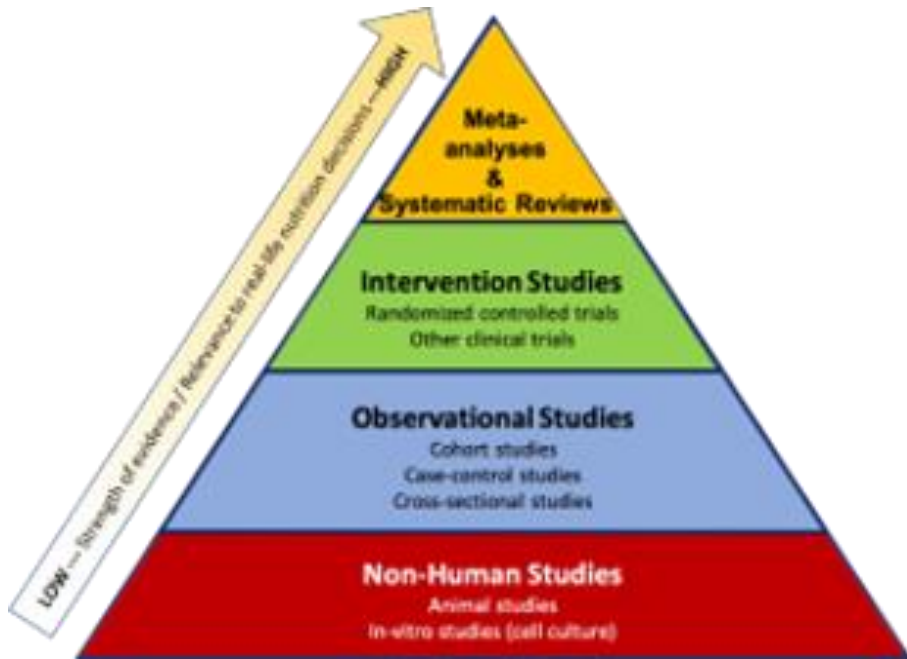 LOW — Strength of evidence / Relevance to real-life nutrition decisions —HIGH
Meta-
analyses
&
Systematic Reviews
Intervention Studies
Randomized controlled trials
Other clinical trials
Observational Studies
Cohort studies
Case-control studies
Cross-sectional studies
Non-Human Studies
Animal studies
In-vitro studies (cell culture)